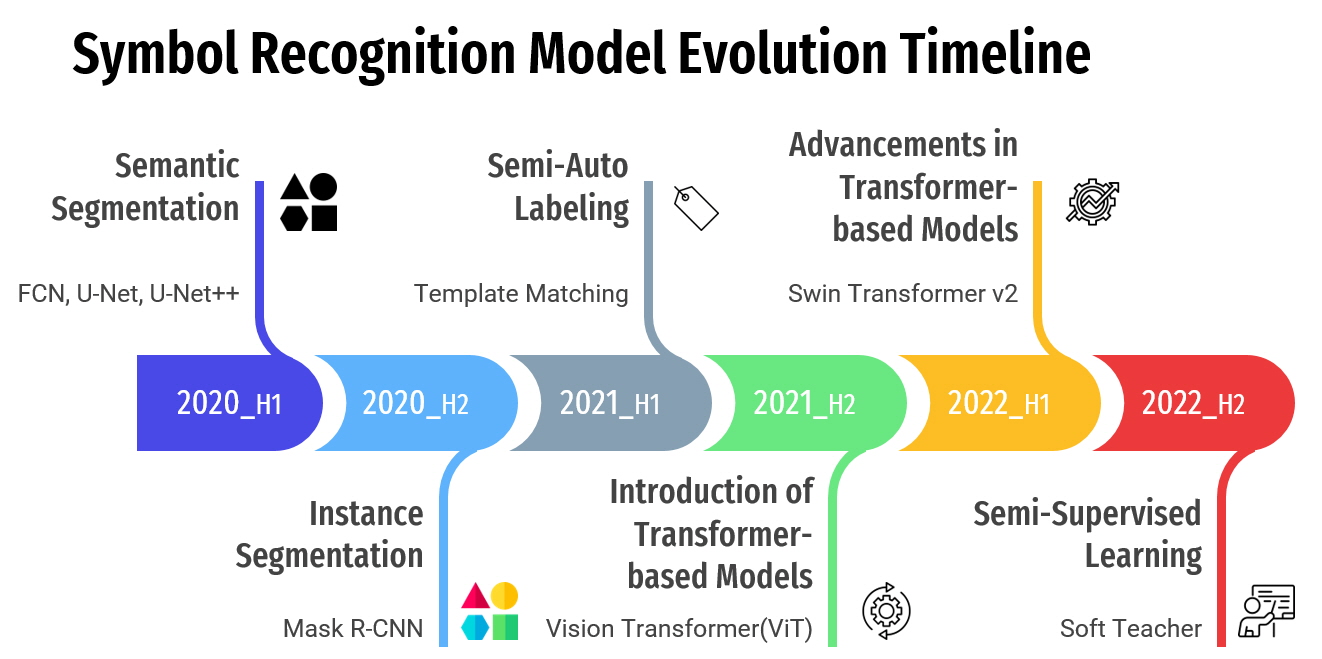 Symbol Recognition Model Evolution Timeline
Semantic
Segmentation
FCN, U-Net, U-Net++
Semi-Auto
Labeling
Template Matching
Advancements in
Transformer-
based Models
Swin Transformer v2
2020_H1
2020_H2
2021_H1
2021_H2
2022_H1
2022_H2
Instance
Segmentation
Mask R-CNN
Introduction of
Transformer-
based Models
Vision Transformer(ViT)
Semi-Supervised
Learning
Soft Teacher